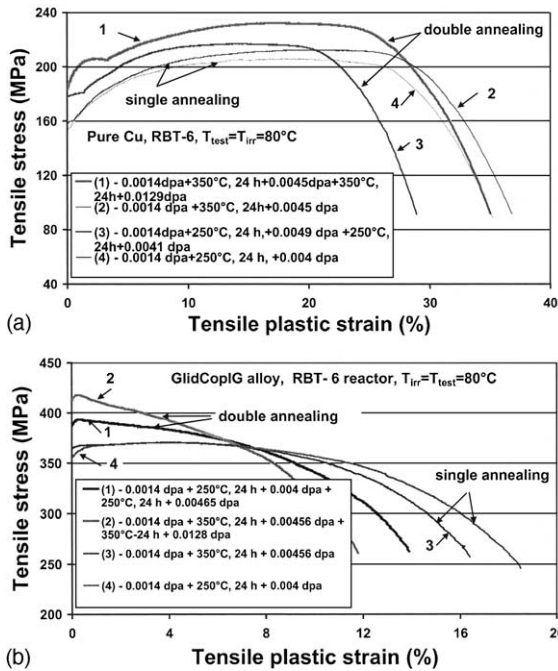 240
200
160
120
80
40
Tensile stress (MPa)
1
double annealing
single annealing
2
4
3
Pure Cu, RBT-6, Ttest=Tirr=80°C
(1) - 0.0014dpa+350°C, 24 h+0.0045dpa+350°C,
24h+0.0129dpa
(2) - 0.0014 dpa +350°C, 24h+0.0045 dpa
(3) - 0.0014dpa+250°C, 24 h,+0.0049 dpa +250°C,
24h+0.0041 dpa
(4) - 0.0014 dpa+250°C, 24 h, +0.004 dpa
0 10 20 30 40
(a)
Tensile plastic strain (%)
450
400
350
300
250
200
Tensile stress (MPa)
GlidCopIG alloy, RBT- 6 reactor, Tirr=Ttest=80°C
2
double annealing
1
4
single annealing
3
(1) - 0.0014 dpa + 250°C, 24 h + 0.004 dpa +
250°C, 24 h + 0.00465 dpa
(2) - 0.0014 dpa + 350°C, 24 h + 0.00456 dpa +
350°C-24 h + 0.0128 dpa
(3) - 0.0014 dpa + 350°C, 24 h + 0.00456 dpa
(4) - 0.0014 dpa + 250°C, 24 h + 0.004 dpa
0 4 8 12 16 20
(b)
Tensile plastic strain (%)